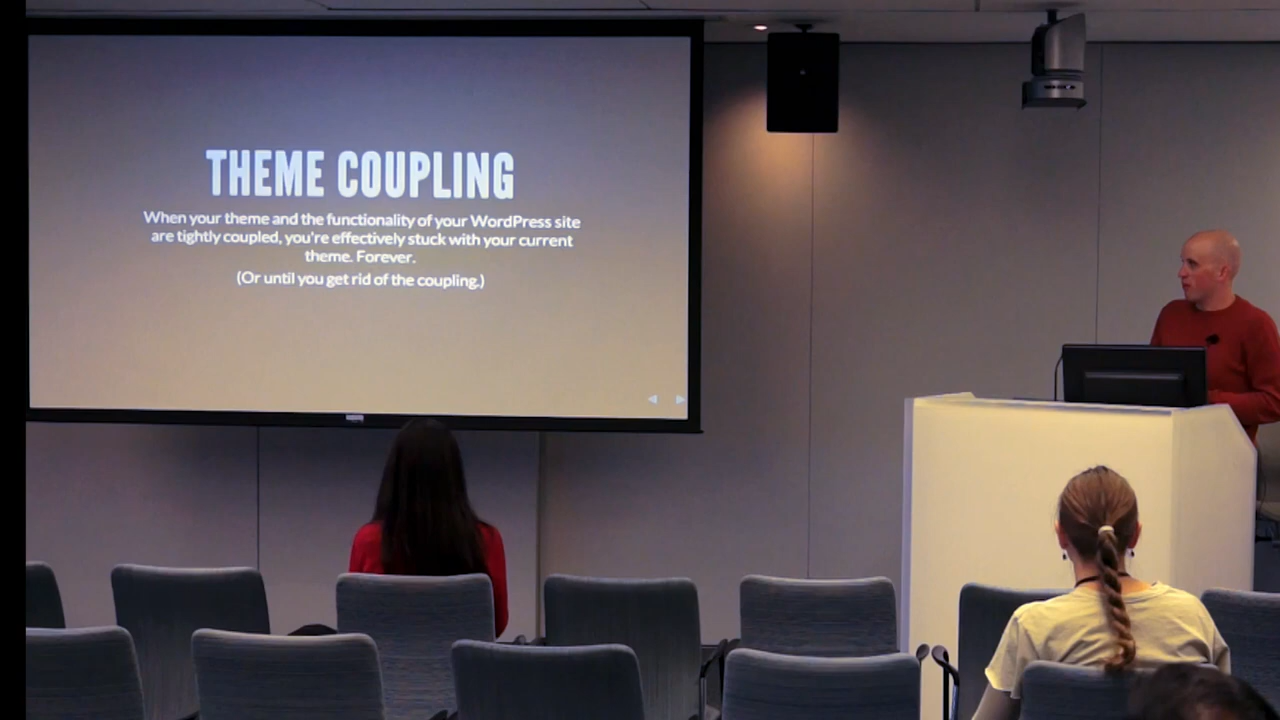 THEME COUPLING
When your theme and the functionality of your WordPress site
are tightly coupled, you're effectively stuck with your current
theme. Forever.
(Or until you get rid of the coupling.)